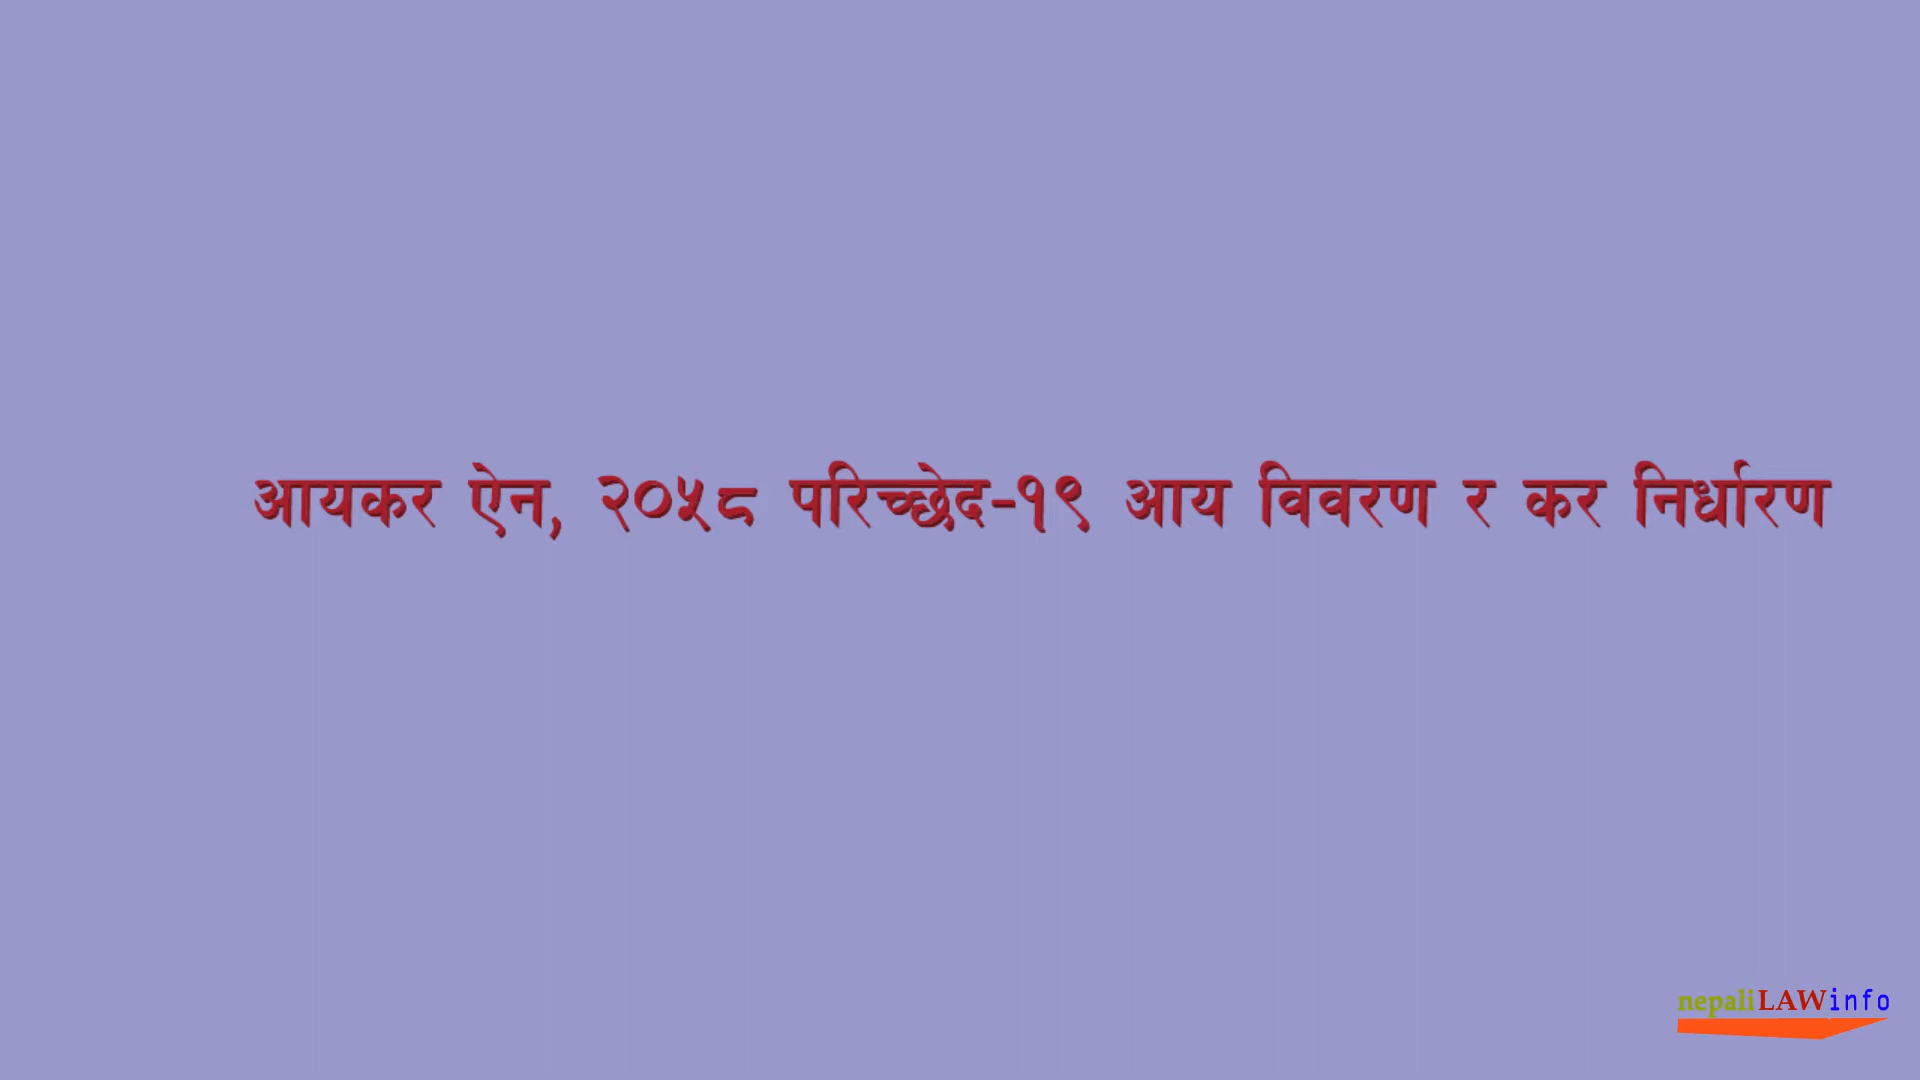 आयकर ऐन, २०५८ परिच्छेद-१९ आय विवरण र कर निर्धारण
nepaliLAWinfo